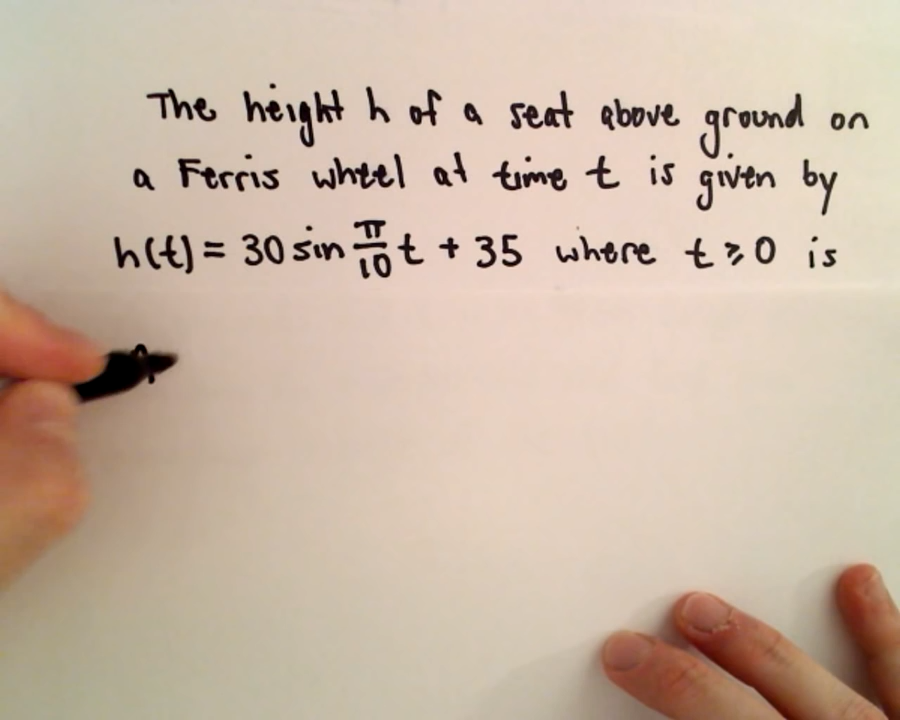 The height h of a seat above ground on
a Ferris wheel at time t is given by
h(t) = 30 sin π/10 t + 35 where t ≥ 0 is